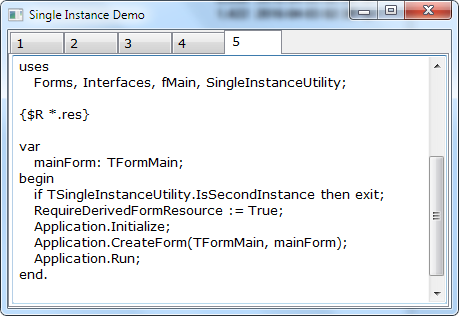 Single Instance Demo
1 2 3 4 5
uses
Forms, Interfaces, fMain, SingleInstanceUtility;
{$R *.res}
var
mainForm: TFormMain;
begin
if TSingleInstanceUtility.IsSecondInstance then exit;
RequireDerivedFormResource := True;
Application.Initialize;
Application.CreateForm(TFormMain, mainForm);
Application.Run;
end.